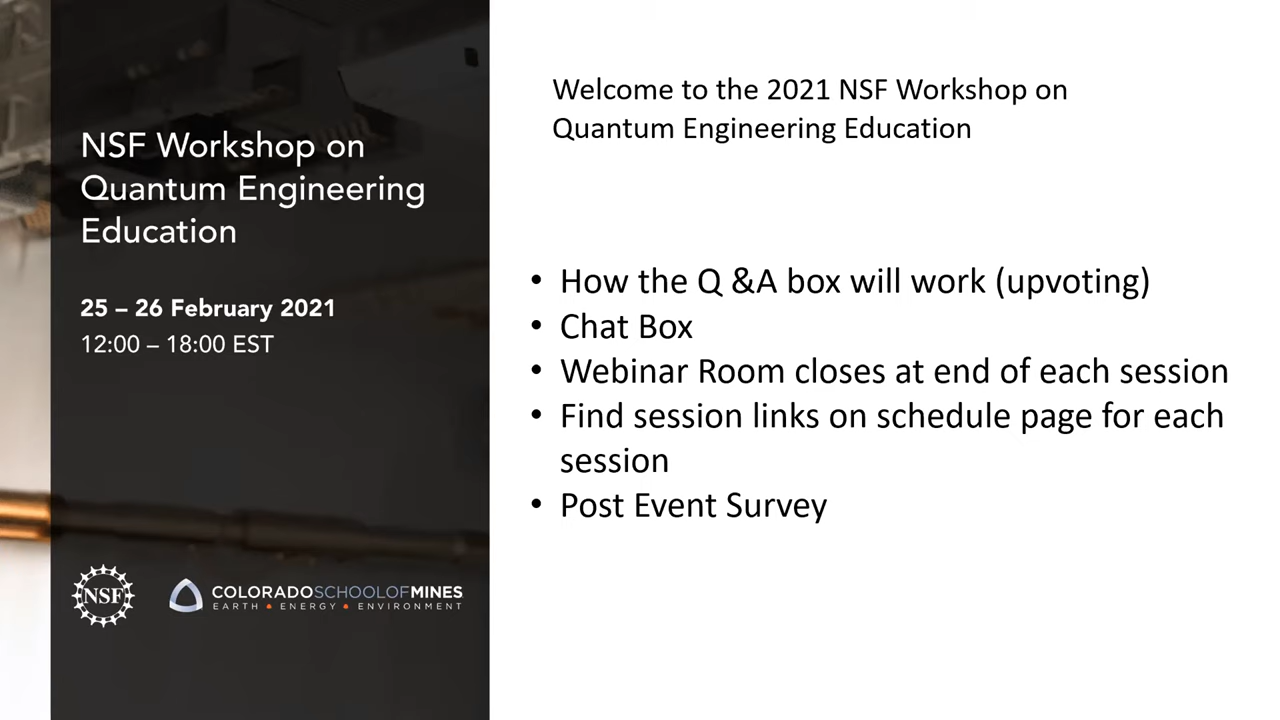 NSF Workshop on
Quantum Engineering
Education
25 – 26 February 2021
12:00 – 18:00 EST
NSF
COLORADOSCHOOLOFMINES
EARTH • ENERGY • ENVIRONMENT
Welcome to the 2021 NSF Workshop on
Quantum Engineering Education
• How the Q &A box will work (upvoting)
• Chat Box
• Webinar Room closes at end of each session
• Find session links on schedule page for each
session
• Post Event Survey